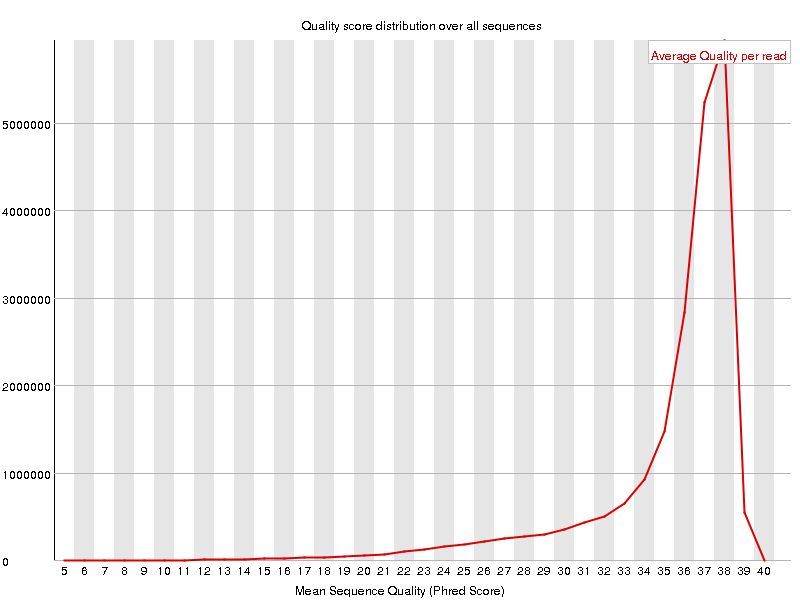 Quality score distribution over all sequences
Average Quality per read
5000000
4000000
3000000
2000000
1000000
0
5 6 7 8 9 10 11 12 13 14 15 16 17 18 19 20 21 22 23 24 25 26 27 28 29 30 31 32 33 34 35 36 37 38 39 40
Mean Sequence Quality (Phred Score)